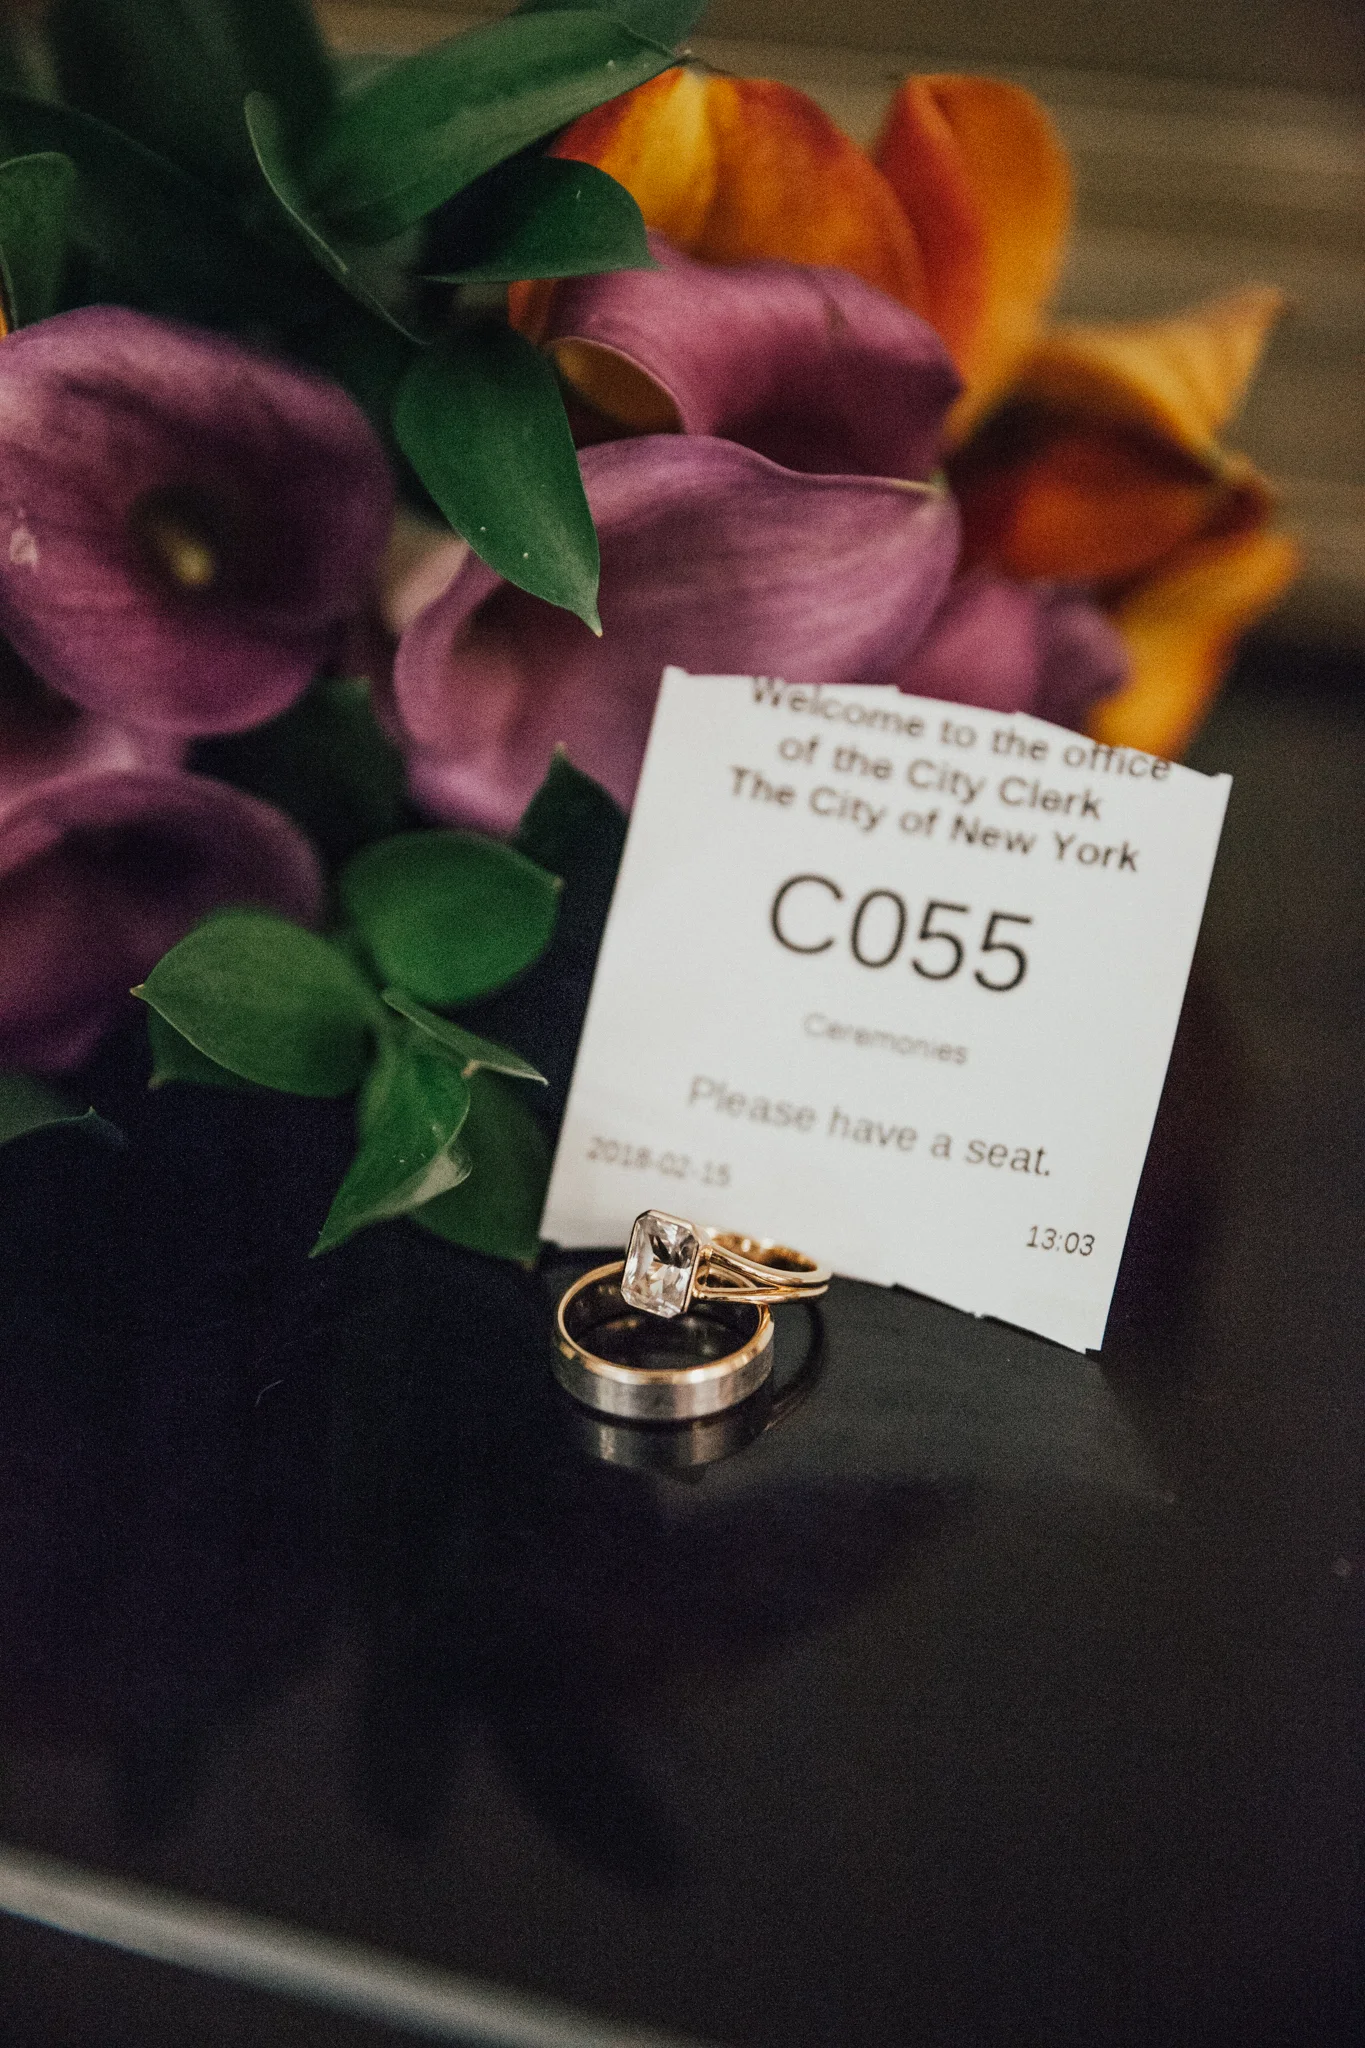 Welcome to the office
of the City Clerk
The City of New York
C055
Ceremonies
Please have a seat.
2018-02-15
13:03